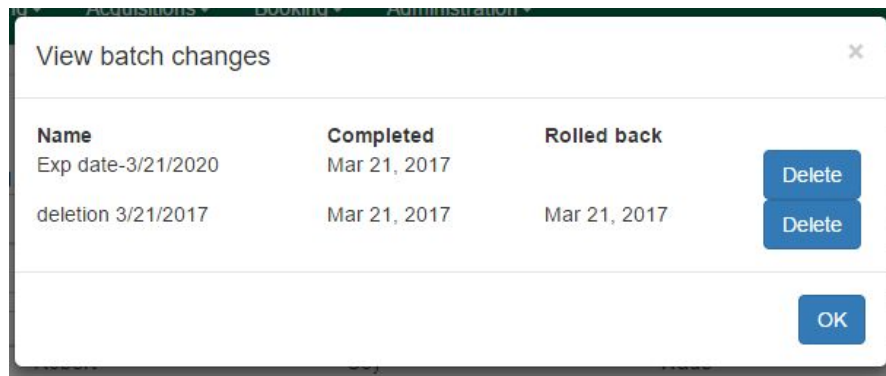 Acquisitions Booking Administration
View batch changes ×
Name Completed Rolled back
Exp date-3/21/2020 Mar 21, 2017 Delete
deletion 3/21/2017 Mar 21, 2017 Mar 21, 2017 Delete
OK